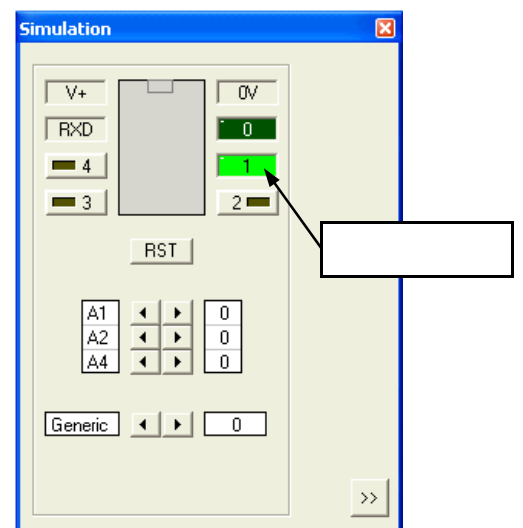 Simulation
V+ 0V
RXD 0
4 1
3 2
RST
A1 0
A2 0
A4 0
Generic 0
>>